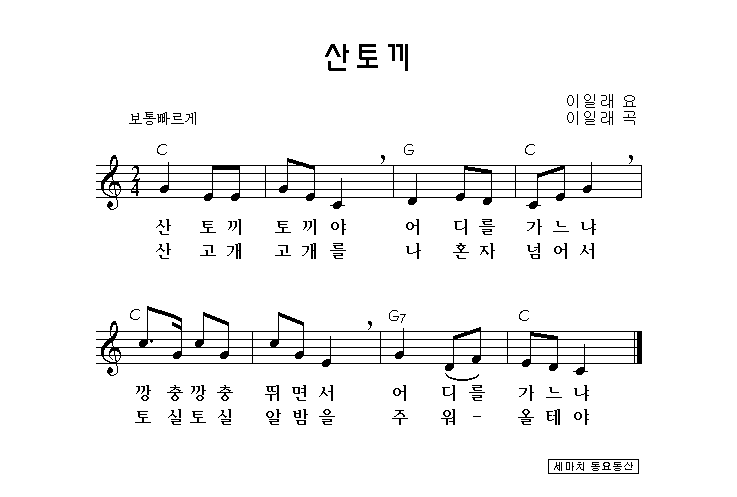 산토끼
이일래 요
보통빠르게
이일래 곡
C G C
2
4
산 토끼 토끼야 어 디를 가느냐
산 고개 고개를 나 혼자 넘어서
C G7 C
깡충깡충 뛰면서 어 디를 가느냐
토실토실 알밤을 주 워- 올테야
세마치 동요동산